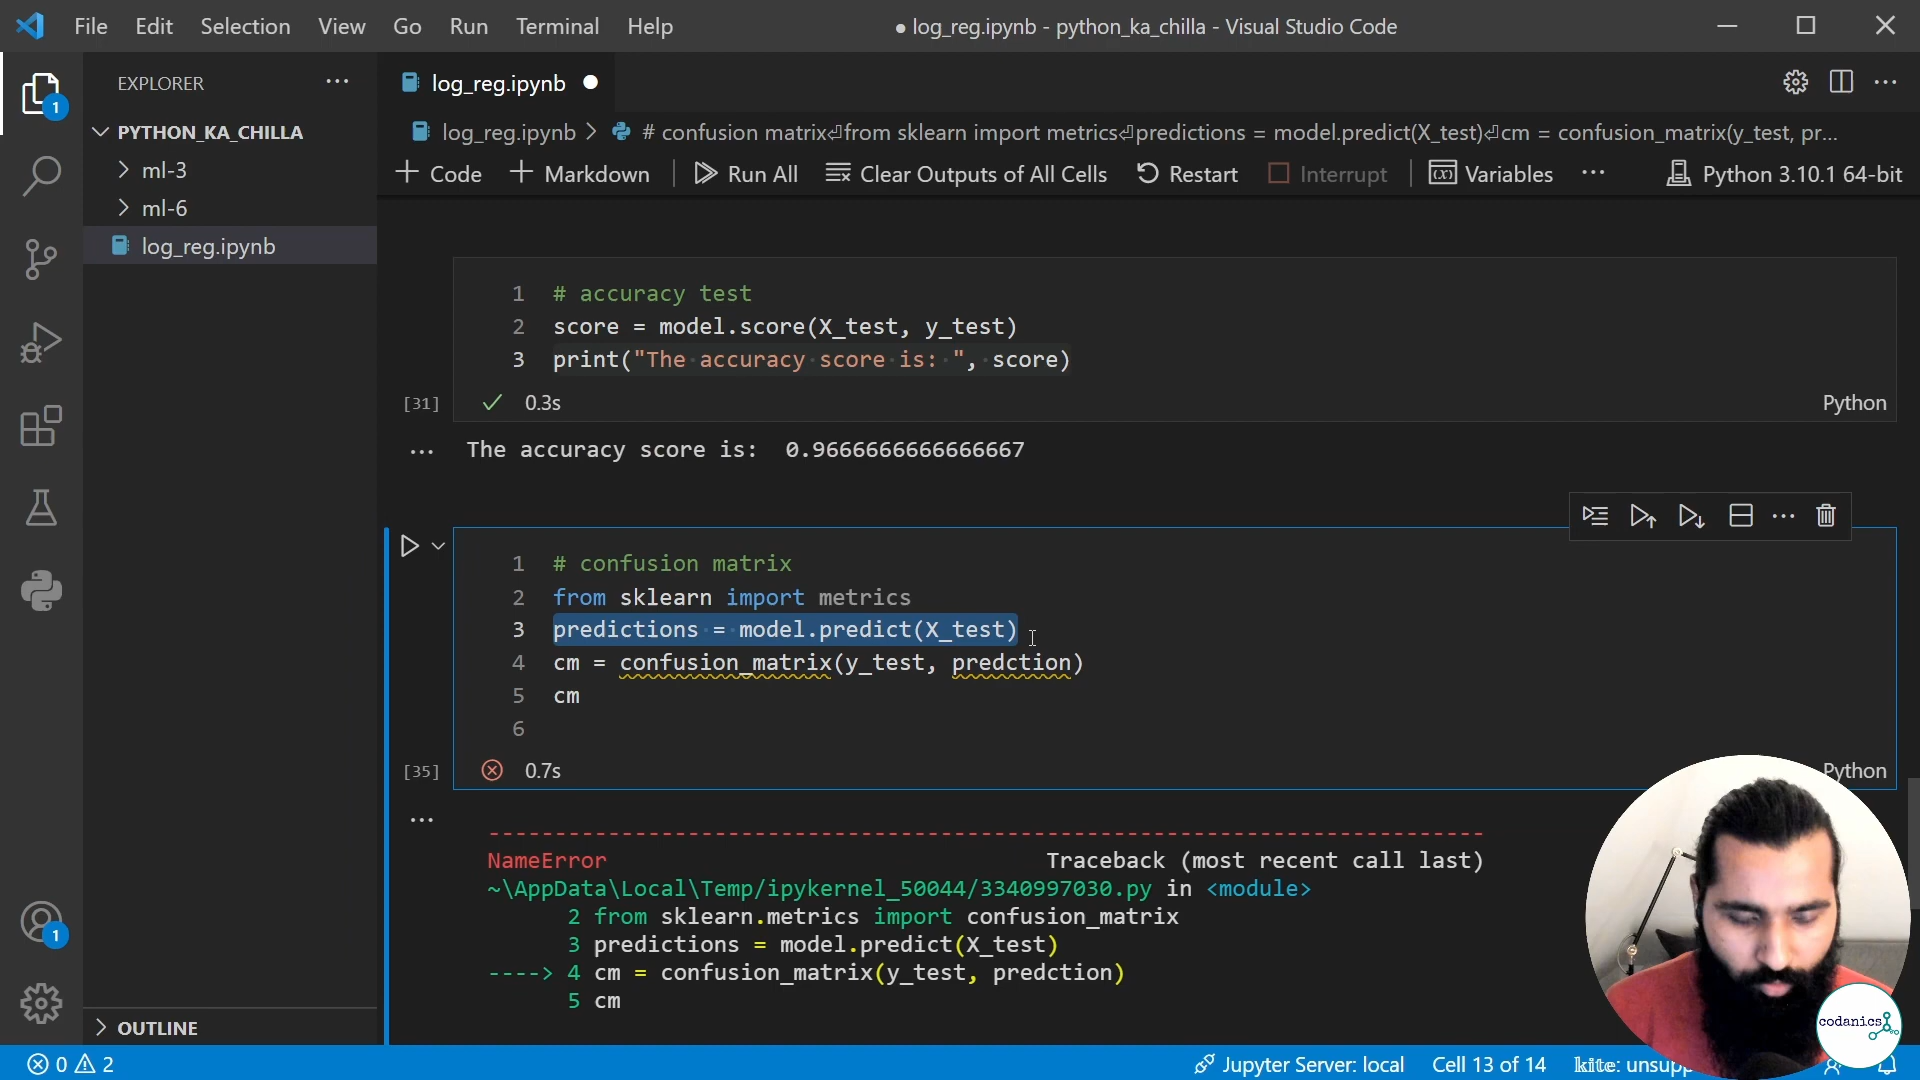 File Edit Selection View Go Run Terminal Help
● log_reg.ipynb - python_ka_chilla - Visual Studio Code
1
EXPLORER
PYTHON_KA_CHILLA
ml-3
ml-6
log_reg.ipynb
OUTLINE
log_reg.ipynb
log_reg.ipynb > # confusion matrix⏎from sklearn import metrics⏎predictions = model.predict(X_test)⏎cm = confusion_matrix(y_test, pr...
+ Code + Markdown Run All Clear Outputs of All Cells Restart Interrupt Variables ··· Python 3.10.1 64-bit
1 # accuracy test
2 score = model.score(X_test, y_test)
3 print("The accuracy score is: ", score)
[31] 0.3s Python
The accuracy score is:  0.9666666666666667
1 # confusion matrix
2 from sklearn import metrics
3 predictions = model.predict(X_test)
4 cm = confusion_matrix(y_test, predction)
5 cm
6
[35] 0.7s Python
---------------------------------------------------------------------------
NameError Traceback (most recent call last)
~\AppData\Local\Temp/ipykernel_50044/3340997030.py in <module>
2 from sklearn.metrics import confusion_matrix
3 predictions = model.predict(X_test)
----> 4 cm = confusion_matrix(y_test, predction)
5 cm
codanics
1
0 2
Jupyter Server: local Cell 13 of 14 kite: